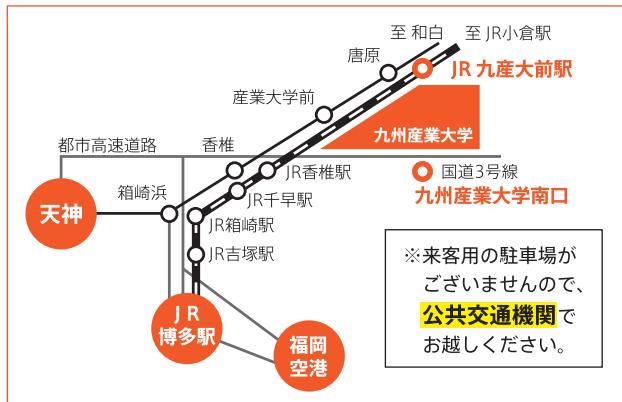 至 和白
至 JR小倉駅
唐原
JR 九産大前駅
産業大学前
九州産業大学
都市高速道路
香椎
JR香椎駅
国道3号線
九州産業大学南口
JR千早駅
箱崎浜
天神
JR箱崎駅
JR吉塚駅
JR
博多駅
福岡
空港
※来客用の駐車場が
ございませんので、
公共交通機関で
お越しください。